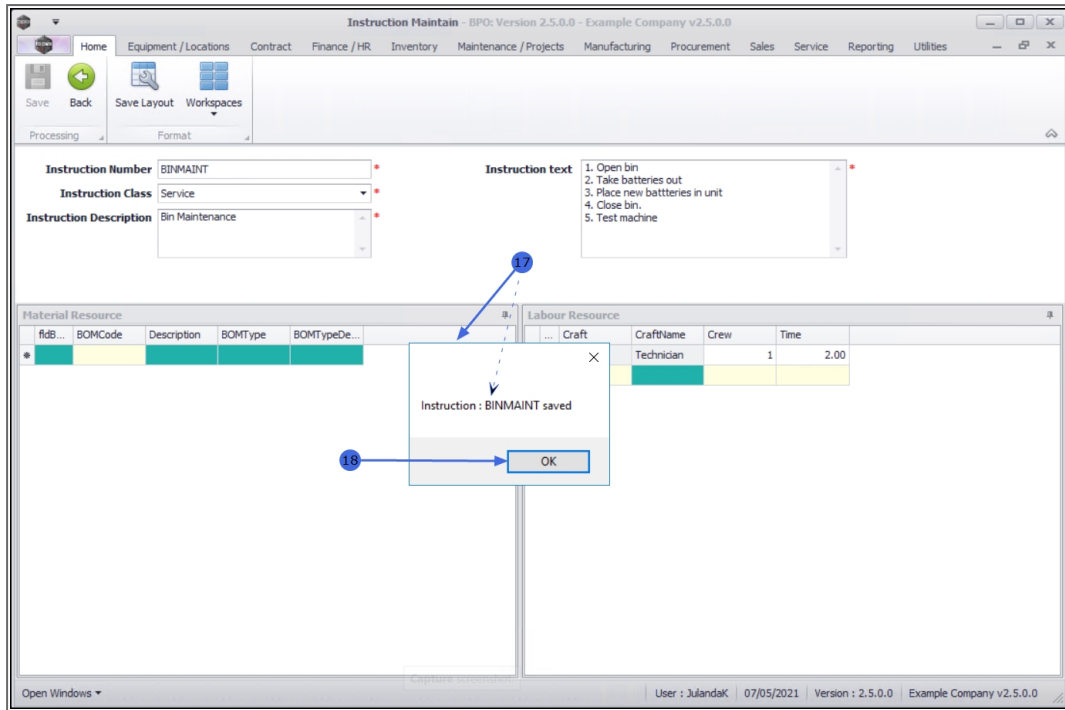 Instruction Maintain - BPO: Version 2.5.0.0 - Example Company v2.5.0.0
Home Equipment / Locations Contract Finance / HR Inventory Maintenance / Projects Manufacturing Procurement Sales Service Reporting Utilities
Save Back Save Layout Workspaces
Processing Format
Instruction Number BINMAINT *
Instruction Class Service *
Instruction Description Bin Maintenance *
Instruction text *
1. Open bin
2. Take batteries out
3. Place new battteries in unit
4. Close bin.
5. Test machine
17
Material Resource
fldB... BOMCode Description BOMType BOMTypeDe...
Labour Resource
... Craft CraftName Crew Time
Technician 1 2.00
Instruction : BINMAINT saved
18
OK
Capture screenshot
Open Windows
User : JulandaK 07/05/2021 Version : 2.5.0.0 Example Company v2.5.0.0